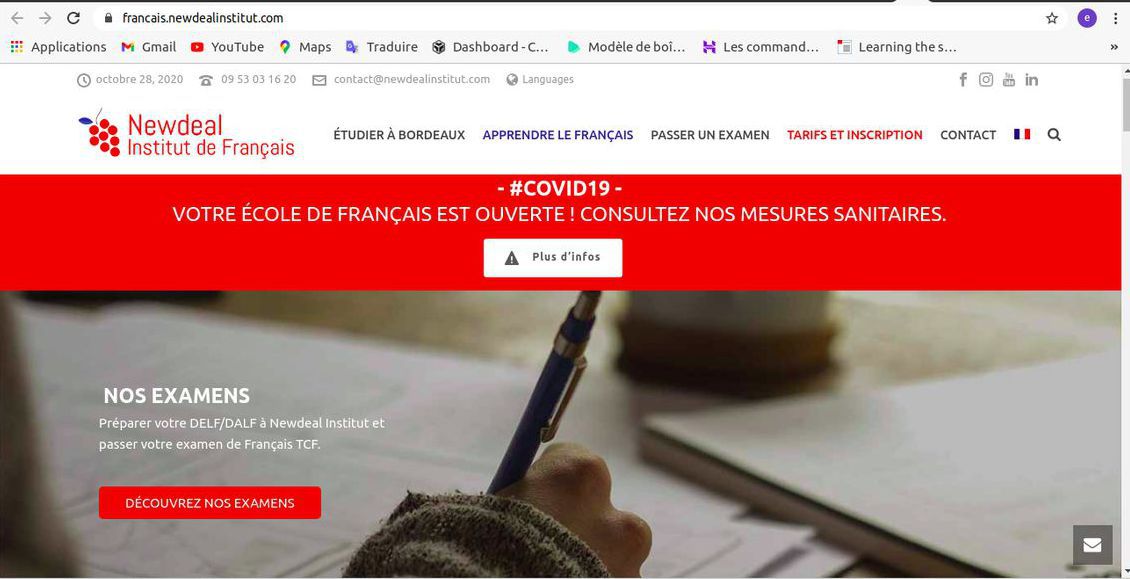 francais.newdealinstitut.com
e
Applications Gmail YouTube Maps Traduire Dashboard - C... Modèle de boî... Les command... Learning the s... »
octobre 28, 2020 09 53 03 16 20 contact@newdealinstitut.com Languages
Newdeal
Institut de Français
ÉTUDIER À BORDEAUX APPRENDRE LE FRANÇAIS PASSER UN EXAMEN TARIFS ET INSCRIPTION CONTACT
- #COVID19 -
VOTRE ÉCOLE DE FRANÇAIS EST OUVERTE ! CONSULTEZ NOS MESURES SANITAIRES.
Plus d'infos
NOS EXAMENS
Préparer votre DELF/DALF à Newdeal Institut et
passer votre examen de Français TCF.
DÉCOUVREZ NOS EXAMENS